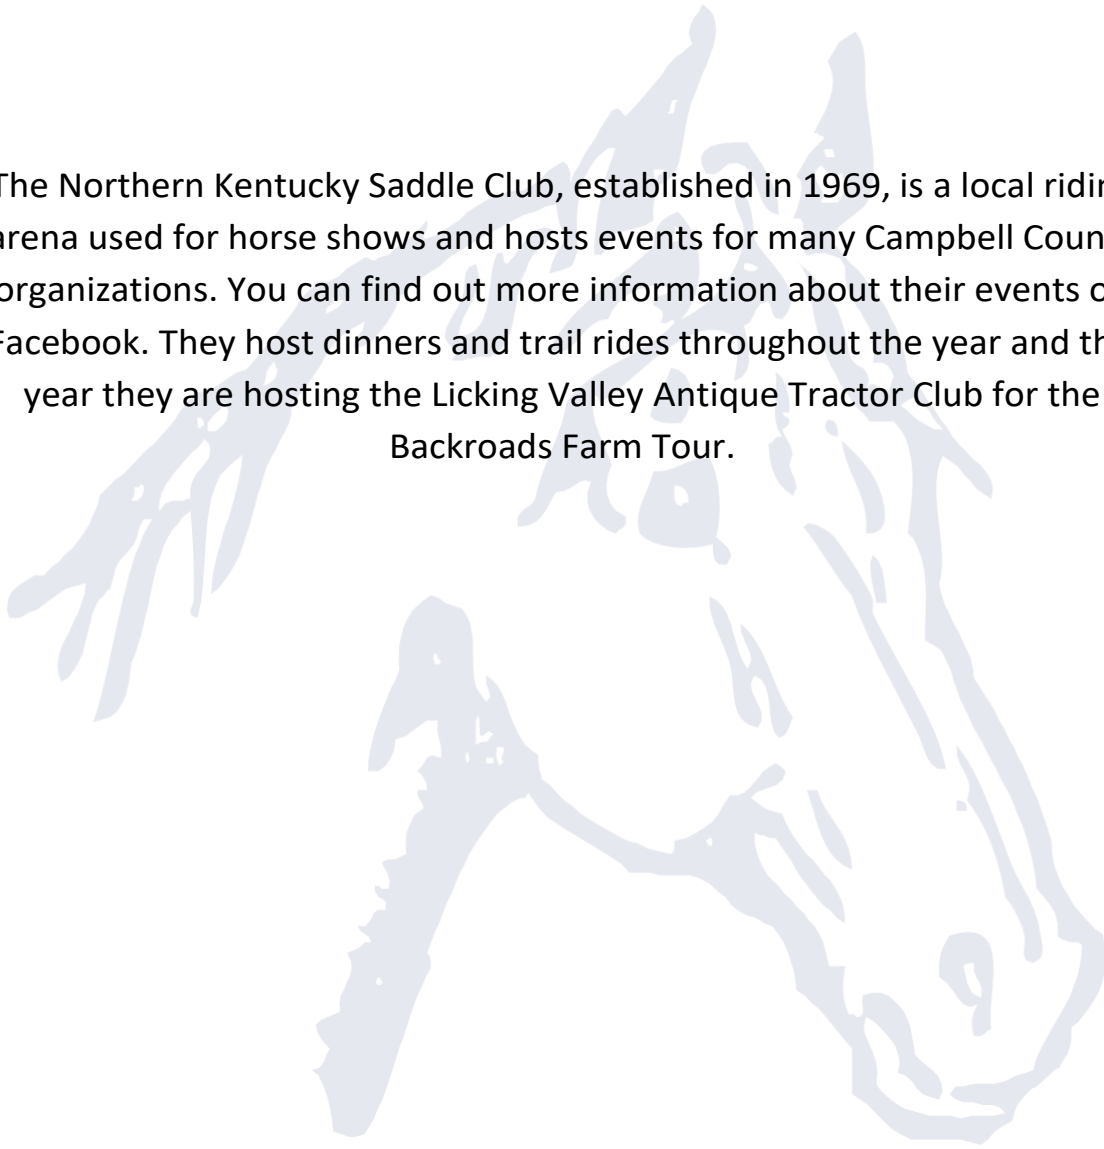 The Northern Kentucky Saddle Club, established in 1969, is a local ridin
arena used for horse shows and hosts events for many Campbell Coun
organizations. You can find out more information about their events o
Facebook. They host dinners and trail rides throughout the year and th
year they are hosting the Licking Valley Antique Tractor Club for the
Backroads Farm Tour.